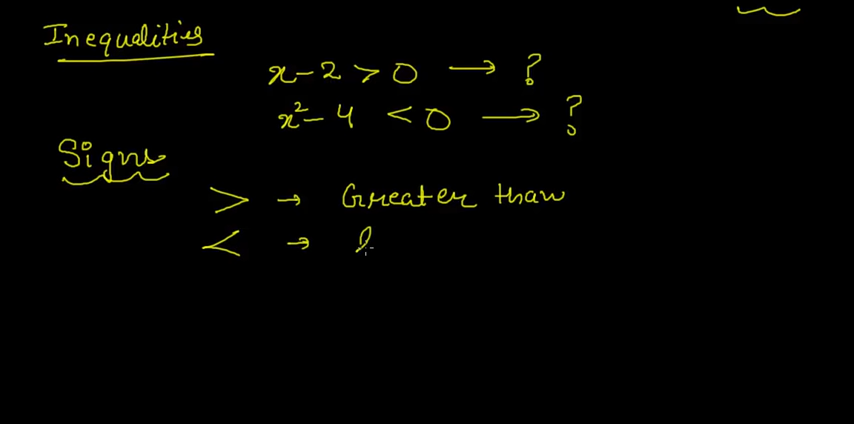 Inequalities
x-2 > 0 → ?
x²-4 < 0 → ?
Signs
> → Greater than
< → l